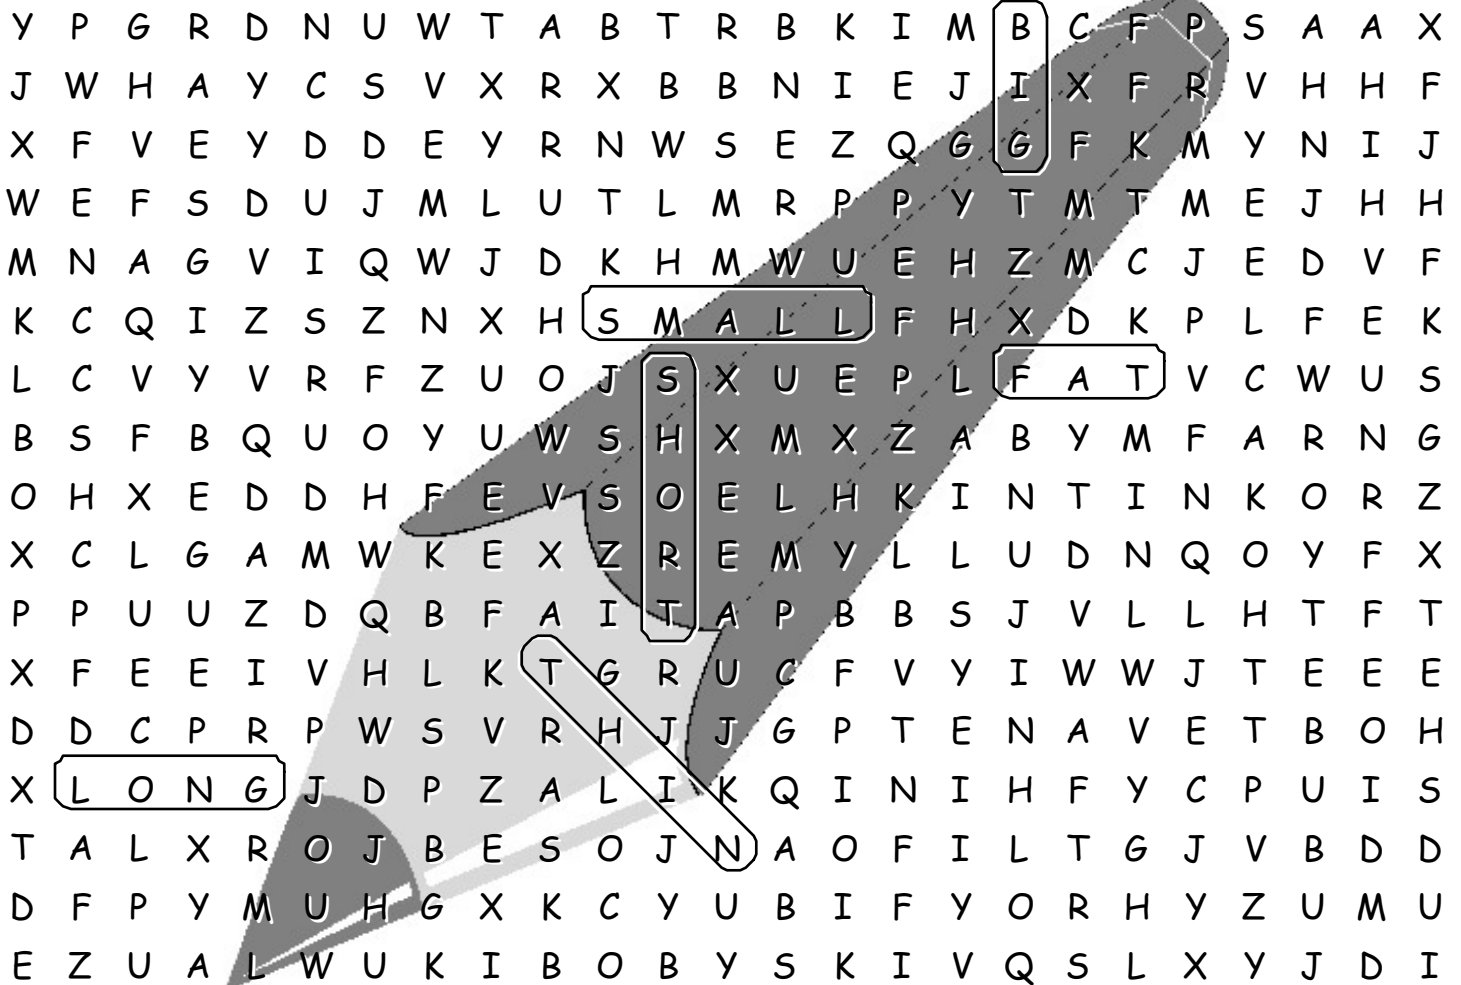 Y P G R D N U W T A B T R B K I M B C F P S A A X
J W H A Y C S V X R X B B N I E J I X F R V H H F
X F V E Y D D E Y R N W S E Z Q G G F K M Y N I J
W E F S D U J M L U T L M R P P Y T M T M E J H H
M N A G V I Q W J D K H M W U E H Z M C J E D V F
K C Q I Z S Z N X H S M A L L F H X D K P L F E K
L C V Y V R F Z U O J S X U E P L F A T V C W U S
B S F B Q U O Y U W S H X M X Z A B Y M F A R N G
O H X E D D H F E V S O E L H K I N T I N K O R Z
X C L G A M W K E X Z R E M Y L L U D N Q O Y F X
P P U U Z D Q B F A I T A P B B S J V L L H T F T
X F E E I V H L K T G R U C F V Y I W W J T E E E
D D C P R P W S V R H J J G P T E N A V E T B O H
X L O N G J D P Z A L I K Q I N I H F Y C P U I S
T A L X R O J B E S O J N A O F I L T G J V B D D
D F P Y M U H G X K C Y U B I F Y O R H Y Z U M U
E Z U A L W U K I B O B Y S K I V Q S L X Y J D I